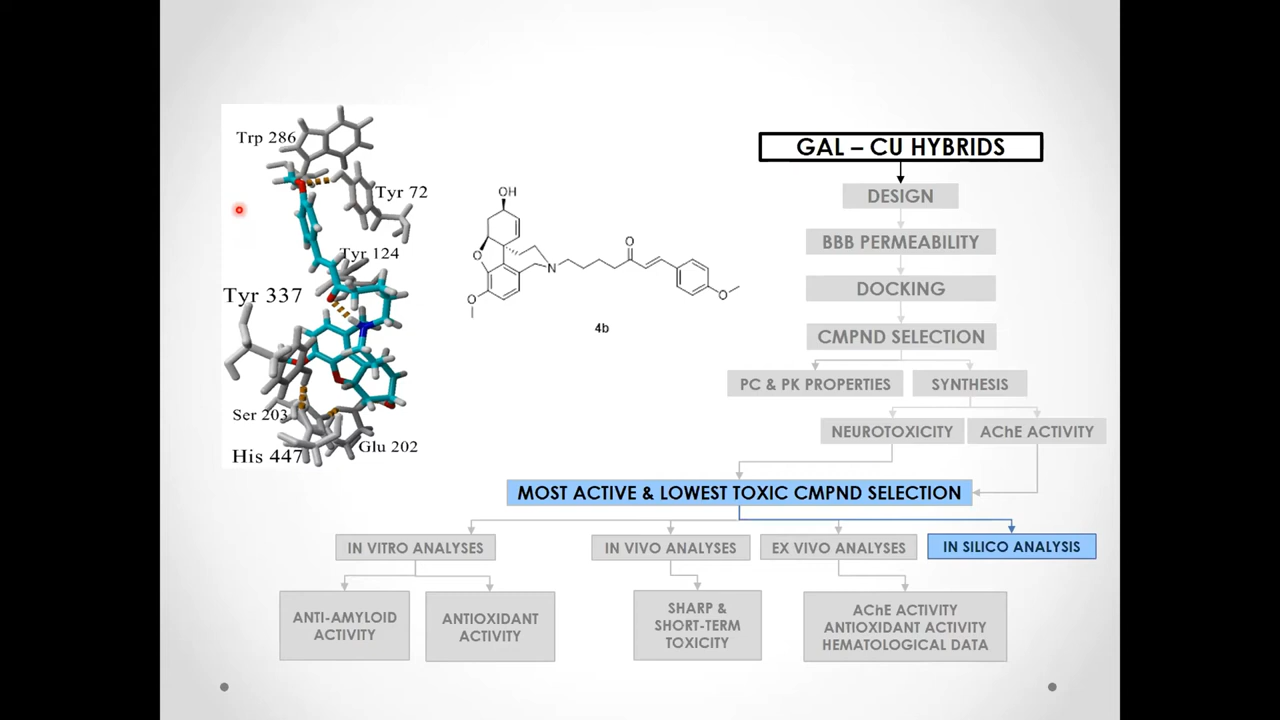 Trp 286
Tyr 72
Tyr 124
Tyr 337
Ser 203
Glu 202
His 447
OH
O
O
N
O
O
4b
GAL – CU HYBRIDS
DESIGN
BBB PERMEABILITY
DOCKING
CMPND SELECTION
PC & PK PROPERTIES
SYNTHESIS
NEUROTOXICITY
AChE ACTIVITY
MOST ACTIVE & LOWEST TOXIC CMPND SELECTION
IN VITRO ANALYSES
IN VIVO ANALYSES
EX VIVO ANALYSES
IN SILICO ANALYSIS
ANTI-AMYLOID
ACTIVITY
ANTIOXIDANT
ACTIVITY
SHARP &
SHORT-TERM
TOXICITY
AChE ACTIVITY
ANTIOXIDANT ACTIVITY
HEMATOLOGICAL DATA